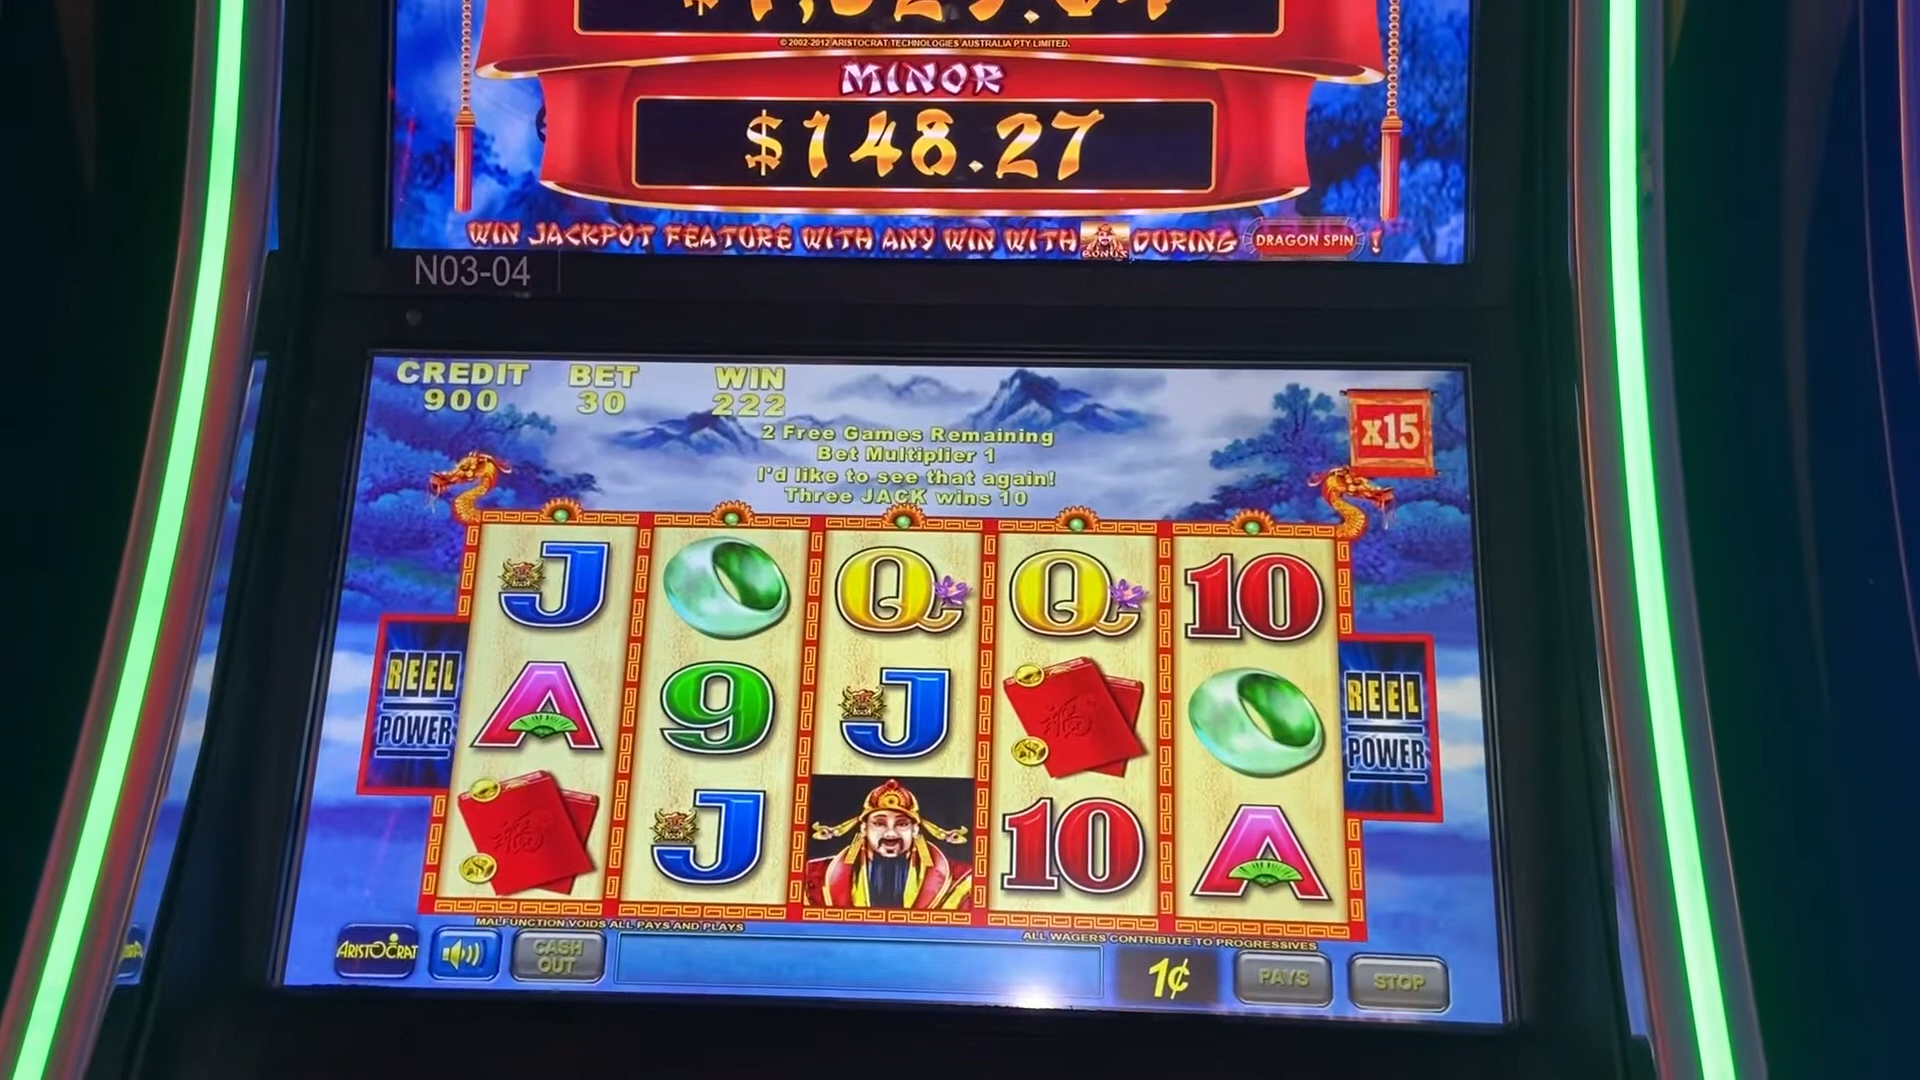 © 2002-2012 ARISTOCRAT TECHNOLOGIES AUSTRALIA PTY LIMITED.
MINOR
$148.27
WIN JACKPOT FEATURE WITH ANY WIN WITH BONUS DURING DRAGON SPIN !
N03-04
CREDIT BET WIN
900 30 222
x15
2 Free Games Remaining
Bet Multiplier 1
I'd like to see that again!
Three JACK wins 10
J Q Q 10
REEL POWER
A 9 J
REEL POWER
J 10 A
MALFUNCTION VOIDS ALL PAYS AND PLAYS
ALL WAGERS CONTRIBUTE TO PROGRESSIVES
ARISTOCRAT
CASH OUT
1¢
PAYS
STOP